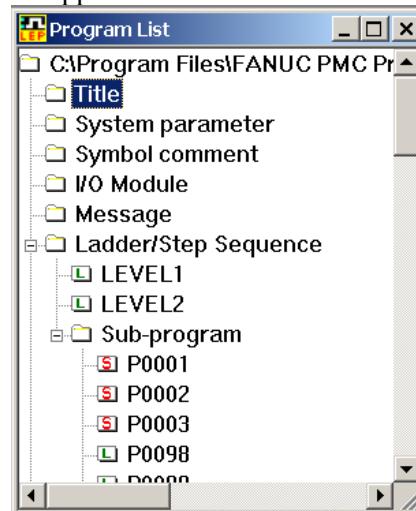 LEP Program List
C:\Program Files\FANUC PMC Pr
Title
System parameter
Symbol comment
I/O Module
Message
Ladder/Step Sequence
L LEVEL1
L LEVEL2
Sub-program
S P0001
S P0002
S P0003
L P0098